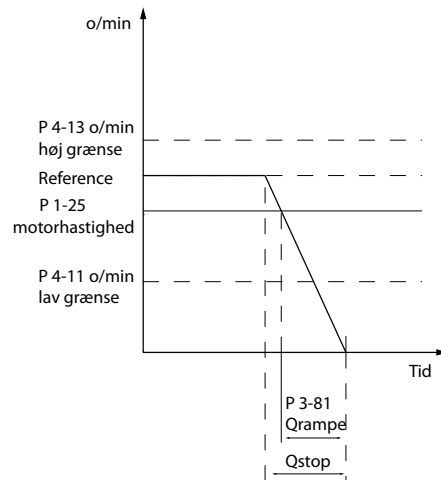 o/min
P 4-13 o/min
høj grænse
Reference
P 1-25
motorhastighed
P 4-11 o/min
lav grænse
Tid
P 3-81
Qrampe
Qstop